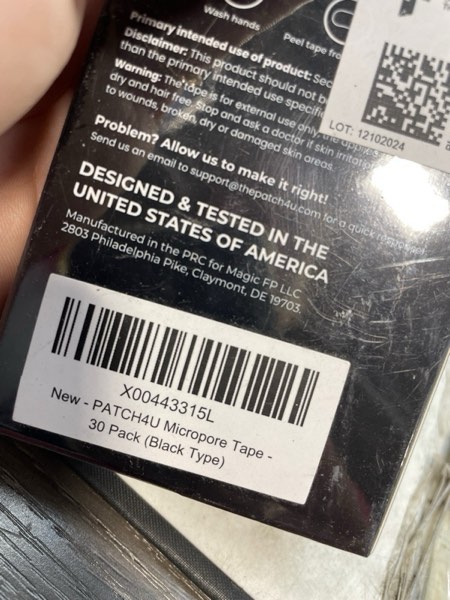 Wash hands
Peel tape fr
Primary intended use of product: Sec
Disclaimer: This product should not b
than the primary intended use specifi
Warning: The tape is for external use only,
dry and hair free. Stop and ask a doctor if skin irritat
to wounds, broken, dry or damaged skin areas
Problem? Allow us to make it right!
Send us an email to support@thepatch4u.com for a quick
DESIGNED & TESTED IN THE
UNITED STATES OF AMERICA
Manufactured in the PRC for Magic FP LLC
2803 Philadelphia Pike, Claymont, DE 19703
LOT: 12102024
X00443315L
New - PATCH4U Micropore Tape -
30 Pack (Black Type)